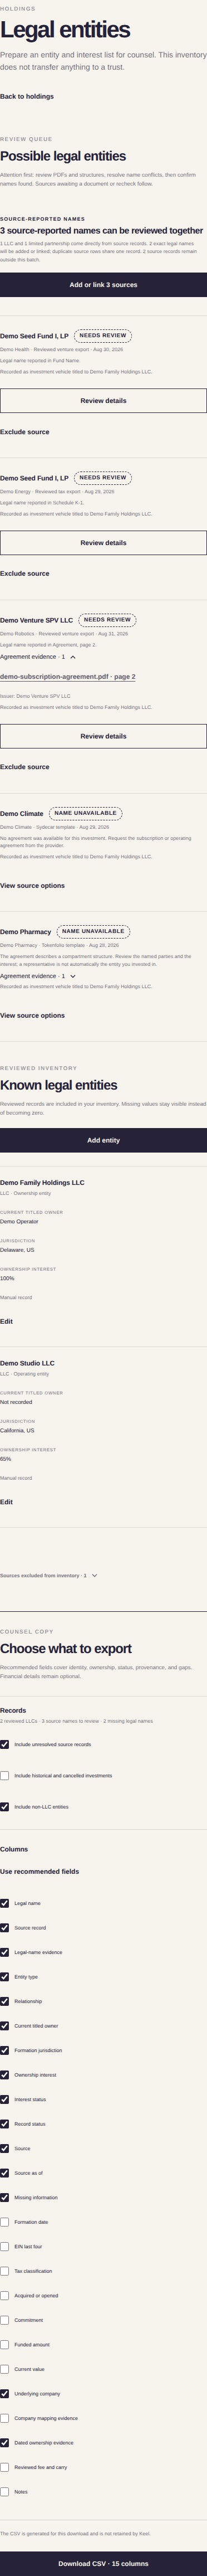 HOLDINGS
Legal entities
Prepare an entity and interest list for counsel. This inventory
does not transfer anything to a trust.
Back to holdings
REVIEW QUEUE
Possible legal entities
Attention first: review PDFs and structures, resolve name conflicts, then confirm
names found. Sources awaiting a document or recheck follow.
SOURCE-REPORTED NAMES
3 source-reported names can be reviewed together
1 LLC and 1 limited partnership come directly from source records. 2 exact legal names
will be added or linked; duplicate source rows share one record. 2 source records remain
outside this batch.
Add or link 3 sources
Demo Seed Fund I, LP NEEDS REVIEW
Demo Health · Reviewed venture export · Aug 30, 2026
Legal name reported in Fund Name.
Recorded as investment vehicle titled to Demo Family Holdings LLC.
Review details
Exclude source
Demo Seed Fund I, LP NEEDS REVIEW
Demo Energy · Reviewed tax export · Aug 29, 2026
Legal name reported in Schedule K-1.
Recorded as investment vehicle titled to Demo Family Holdings LLC.
Review details
Exclude source
Demo Venture SPV LLC NEEDS REVIEW
Demo Robotics · Reviewed venture export · Aug 31, 2026
Legal name reported in Agreement, page 2.
Agreement evidence · 1
demo-subscription-agreement.pdf · page 2
Issuer: Demo Venture SPV LLC
Recorded as investment vehicle titled to Demo Family Holdings LLC.
Review details
Exclude source
Demo Climate NAME UNAVAILABLE
Demo Climate · Sydecar template · Aug 29, 2026
No agreement was available for this investment. Request the subscription or operating
agreement from the provider.
Recorded as investment vehicle titled to Demo Family Holdings LLC.
View source options
Demo Pharmacy NAME UNAVAILABLE
Demo Pharmacy · Tokenfolio template · Aug 28, 2026
The agreement describes a compartment structure. Review the named parties and the
interest; a representative is not automatically the entity you invested in.
Agreement evidence · 1
Recorded as investment vehicle titled to Demo Family Holdings LLC.
View source options
REVIEWED INVENTORY
Known legal entities
Reviewed records are included in your inventory. Missing values stay visible instead
of becoming zero.
Add entity
Demo Family Holdings LLC
LLC · Ownership entity
CURRENT TITLED OWNER
Demo Operator
JURISDICTION
Delaware, US
OWNERSHIP INTEREST
100%
Manual record
Edit
Demo Studio LLC
LLC · Operating entity
CURRENT TITLED OWNER
Not recorded
JURISDICTION
California, US
OWNERSHIP INTEREST
65%
Manual record
Edit
Sources excluded from inventory · 1
COUNSEL COPY
Choose what to export
Recommended fields cover identity, ownership, status, provenance, and gaps.
Financial details remain optional.
Records
2 reviewed LLCs · 3 source names to review · 2 missing legal names
Include unresolved source records
Include historical and cancelled investments
Include non-LLC entities
Columns
Use recommended fields
Legal name
Source record
Legal-name evidence
Entity type
Relationship
Current titled owner
Formation jurisdiction
Ownership interest
Interest status
Record status
Source
Source as of
Missing information
Formation date
EIN last four
Tax classification
Acquired or opened
Commitment
Funded amount
Current value
Underlying company
Company mapping evidence
Dated ownership evidence
Reviewed fee and carry
Notes
The CSV is generated for this download and is not retained by Keel.
Download CSV · 15 columns